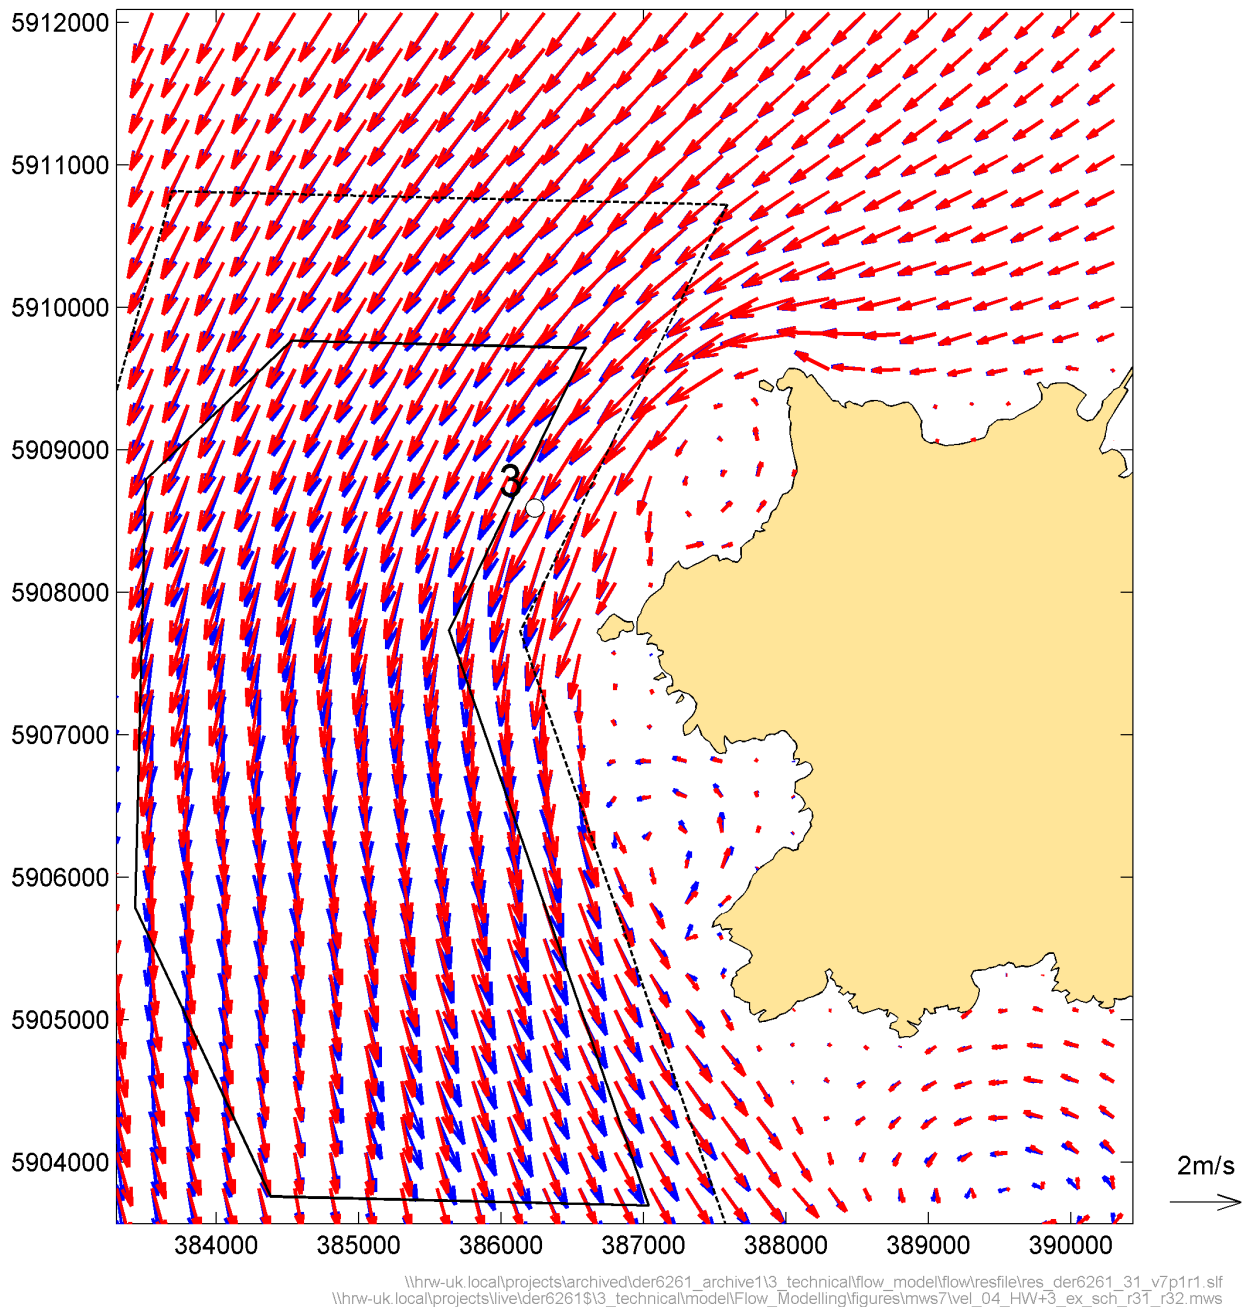 5912000
5911000
5910000
5909000
3
5908000
5907000
5906000
5905000
5904000
2m/s
384000 385000 386000 387000 388000 389000 390000
\\hrw-uk.local\projects\archived\der6261_archive1\3_technical\flow_model\flow\resfile\res_der6261_31_v7p1r1.slf
\\hrw-uk.local\projects\live\der6261$\3_technical\model\Flow_Modelling\figures\mws7\vel_04_HW+3_ex_sch_r31_r32.mws